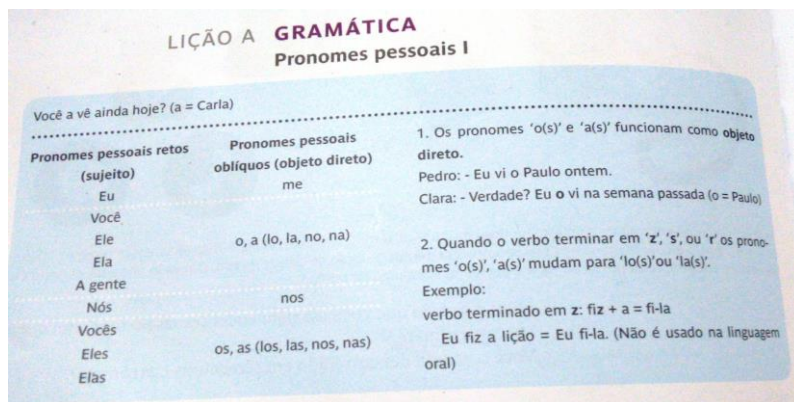 LIÇÃO A GRAMÁTICA
Pronomes pessoais I
Você a vê ainda hoje? (a = Carla)
Pronomes pessoais retos
(sujeito)
Pronomes pessoais
oblíquos (objeto direto)
Eu
me
Você
Ele
o, a (lo, la, no, na)
Ela
A gente
Nós
nos
Vocês
Eles
os, as (los, las, nos, nas)
Elas
1. Os pronomes ‘o(s)’ e ‘a(s)’ funcionam como objeto
direto.
Pedro: - Eu vi o Paulo ontem.
Clara: - Verdade? Eu o vi na semana passada (o = Paulo)
2. Quando o verbo terminar em ‘z’, ‘s’, ou ‘r’ os prono-
mes ‘o(s)’, ‘a(s)’ mudam para ‘lo(s)’ou ‘la(s)’.
Exemplo:
verbo terminado em z: fiz + a = fi-la
Eu fiz a lição = Eu fi-la. (Não é usado na linguagem
oral)